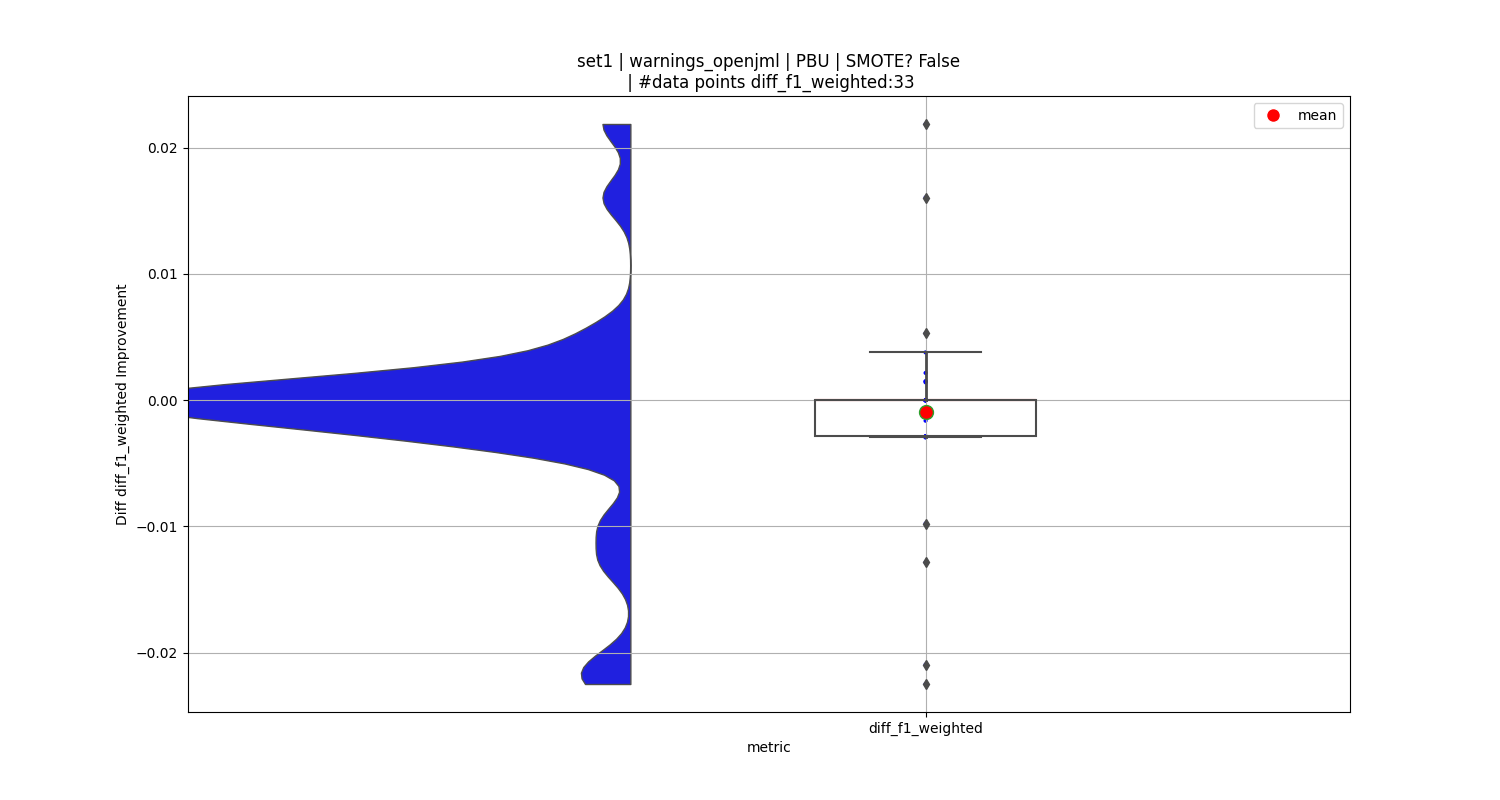 set1 | warnings_openjml | PBU | SMOTE? False
| #data points diff_f1_weighted:33
mean
0.02
0.01
0.00
−0.01
−0.02
Diff diff_f1_weighted Improvement
diff_f1_weighted
metric